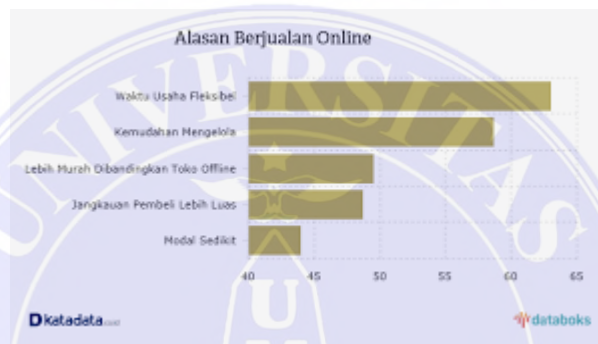 Alasan Berjualan Online
Waktu Usaha Fleksibel
Kemudahan Mengelola
Lebih Murah Dibandingkan Toko Offline
Jangkauan Pembeli Lebih Luas
Modal Sedikit
40 45 50 55 60 65
katadata
databoks
UNIVERSITAS